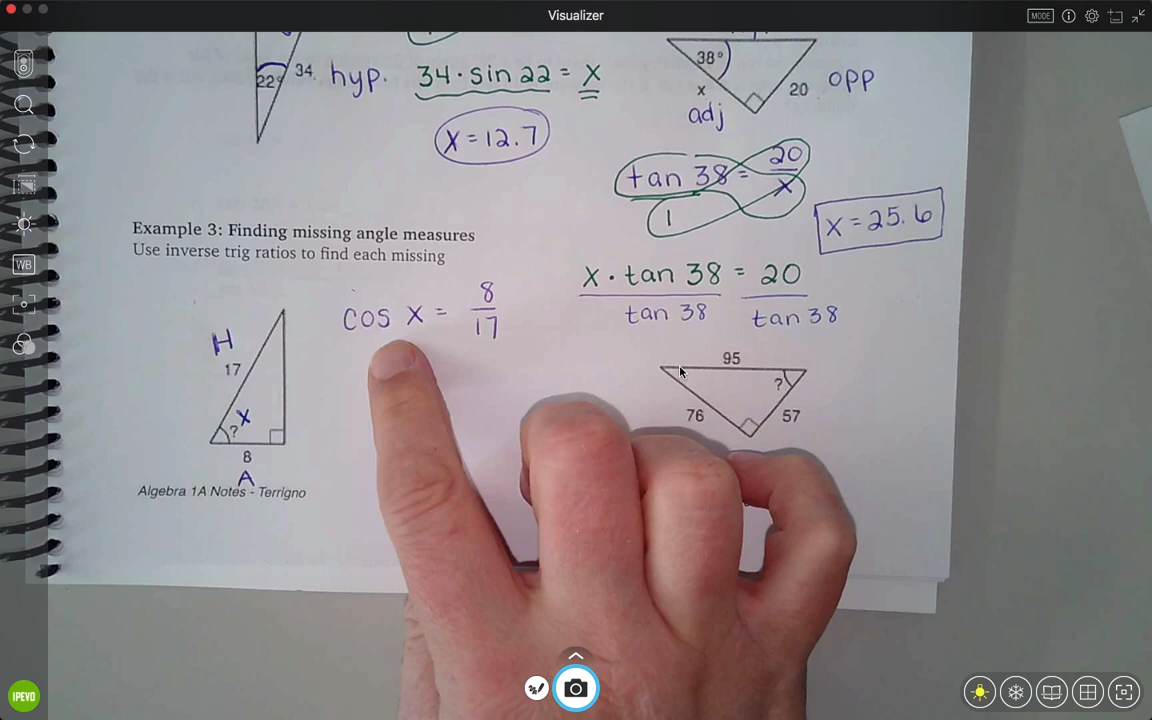 Visualizer
MODE
22°
34.
hyp.
34 · sin 22 = x
x = 12.7
38°
x
adj
20
opp
tan 38 = 20/x
1
x = 25.6
x · tan 38 = 20
tan 38 tan 38
Example 3: Finding missing angle measures
Use inverse trig ratios to find each missing
cos x = 8/17
H
17
x
?
8
A
95
?
76
57
Algebra 1A Notes - Terrigno
WB
IPEVO